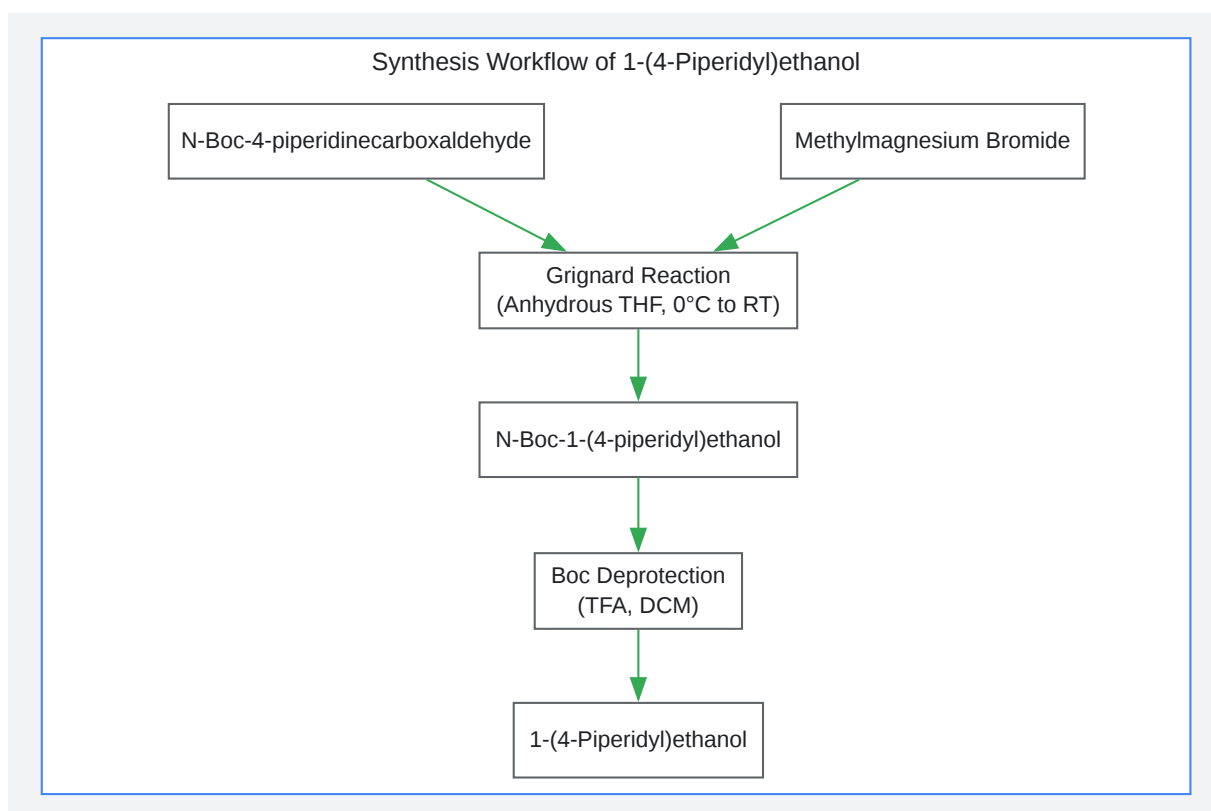 Synthesis Workflow of 1-(4-Piperidyl)ethanol
N-Boc-4-piperidinecarboxaldehyde
Methylmagnesium Bromide
Grignard Reaction
(Anhydrous THF, 0°C to RT)
N-Boc-1-(4-piperidyl)ethanol
Boc Deprotection
(TFA, DCM)
1-(4-Piperidyl)ethanol